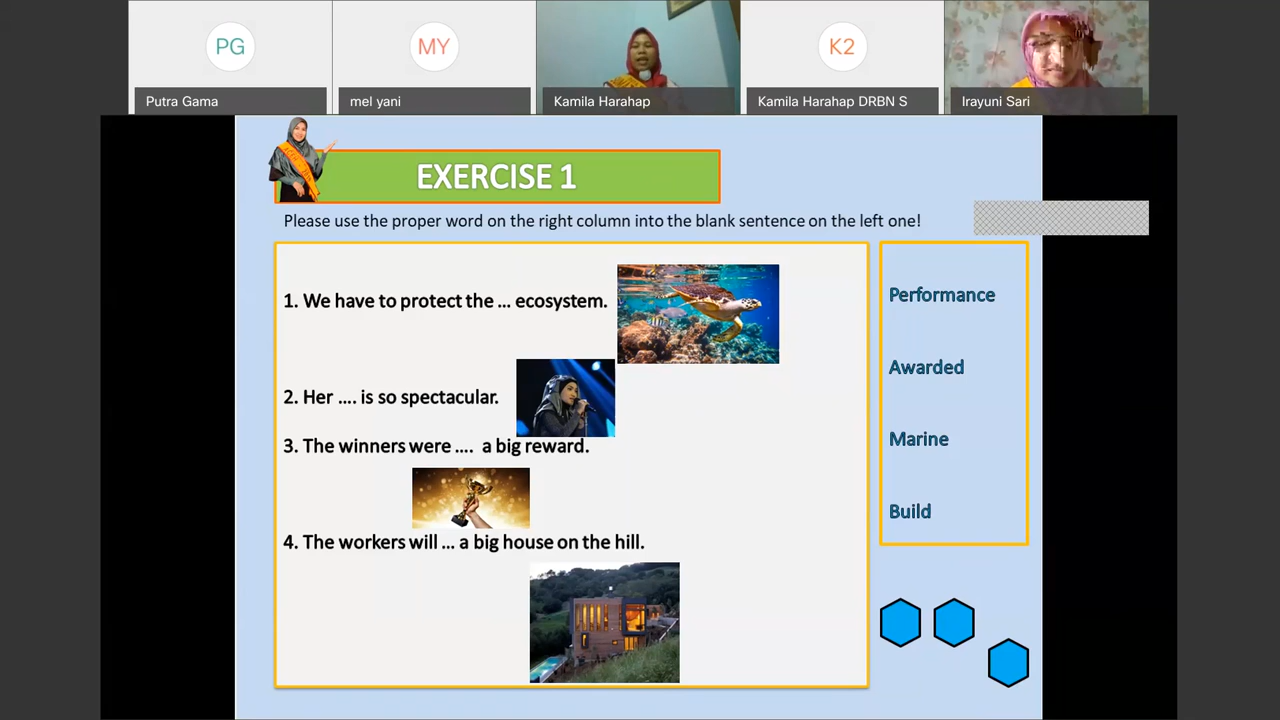 PG
MY
K2
Putra Gama
mel yani
Kamila Harahap
Kamila Harahap DRBN S
Irayuni Sari
EXERCISE 1
Please use the proper word on the right column into the blank sentence on the left one!
1. We have to protect the ... ecosystem.
2. Her .... is so spectacular.
3. The winners were .... a big reward.
4. The workers will ... a big house on the hill.
Performance
Awarded
Marine
Build